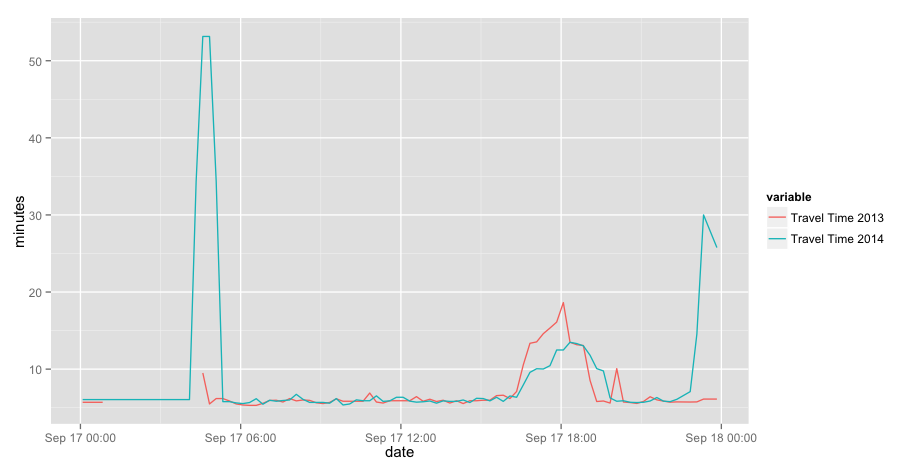 50
40
30
20
10
minutes
Sep 17 00:00
Sep 17 06:00
Sep 17 12:00
Sep 17 18:00
Sep 18 00:00
date
variable
Travel Time 2013
Travel Time 2014